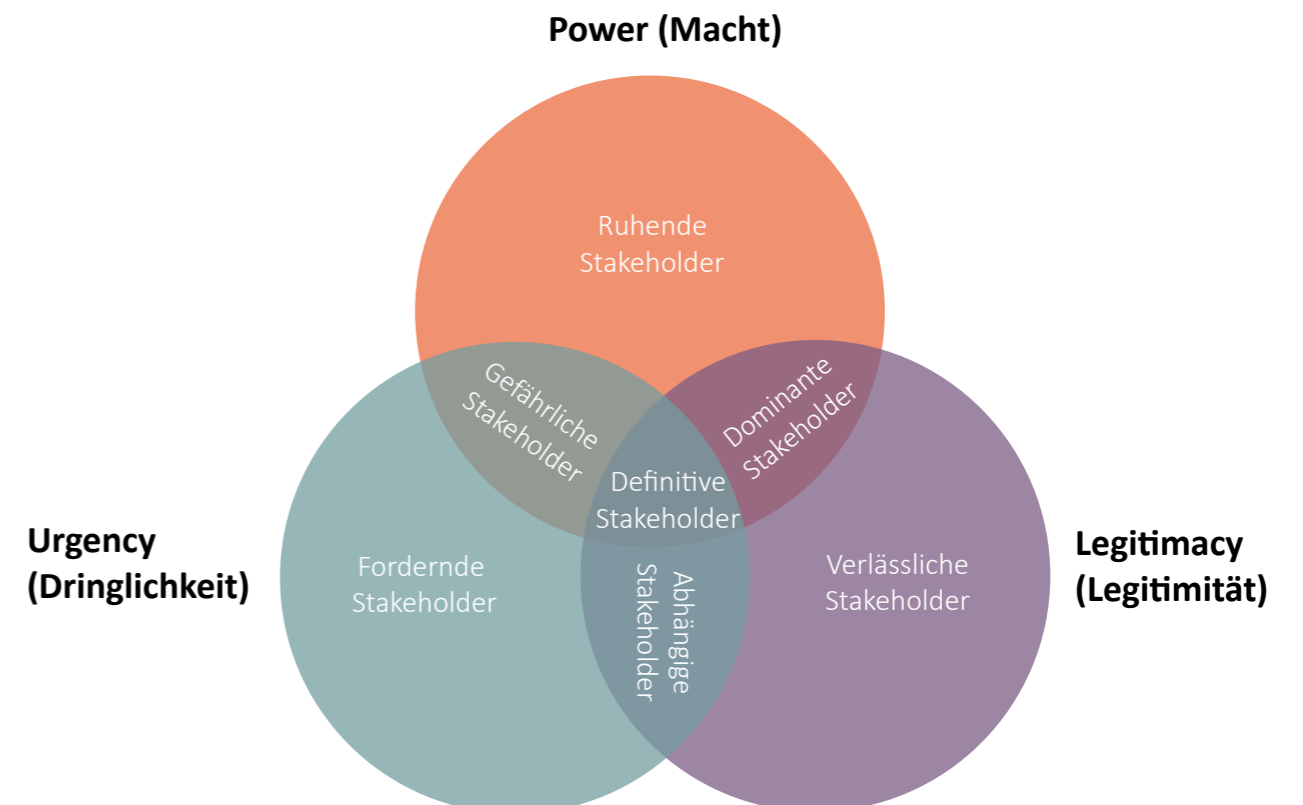 Power (Macht)
Ruhende
Stakeholder
Gefährliche
Stakeholder
Dominante
Stakeholder
Definitive
Stakeholder
Urgency
(Dringlichkeit)
Fordernde
Stakeholder
Abhängige
Stakeholder
Verlässliche
Stakeholder
Legitimacy
(Legitimität)